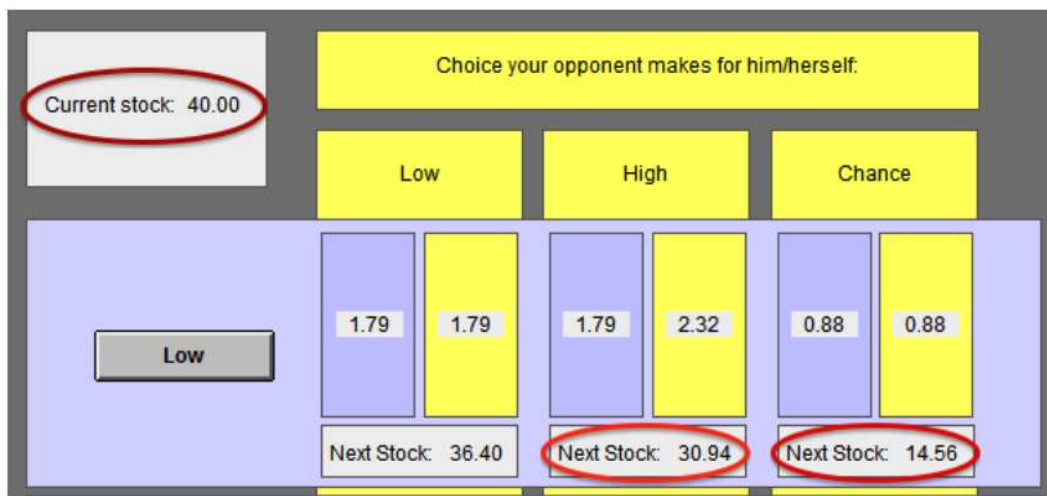 Current stock: 40.00
Choice your opponent makes for him/herself:
Low High Chance
Low
1.79 1.79 1.79 2.32 0.88 0.88
Next Stock: 36.40 Next Stock: 30.94 Next Stock: 14.56